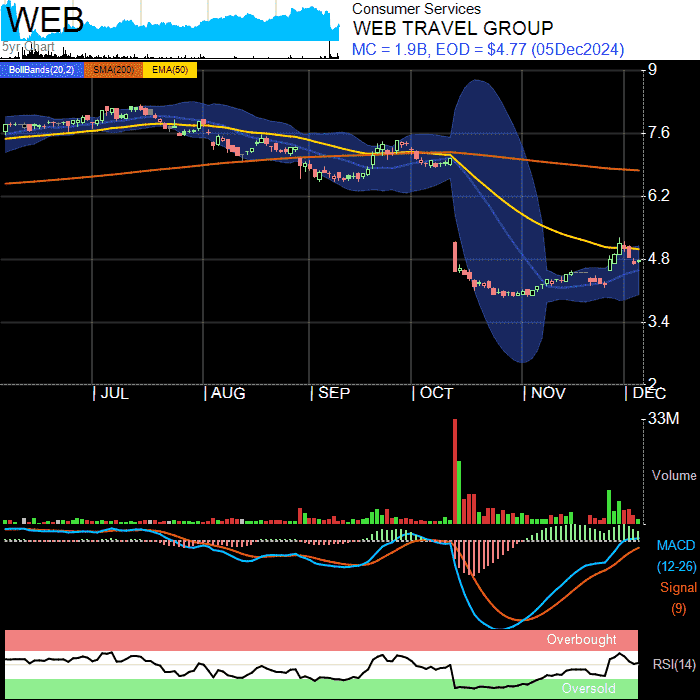 WEB
5yr Chart
Consumer Services
WEB TRAVEL GROUP
MC = 1.9B, EOD = $4.77 (05Dec2024)
BollBands(20,2) SMA(200) EMA(50)
9
7.6
6.2
4.8
3.4
2
JUL AUG SEP OCT NOV DEC
33M
Volume
MACD
(12-26)
Signal
(9)
Overbought
RSI(14)
Oversold